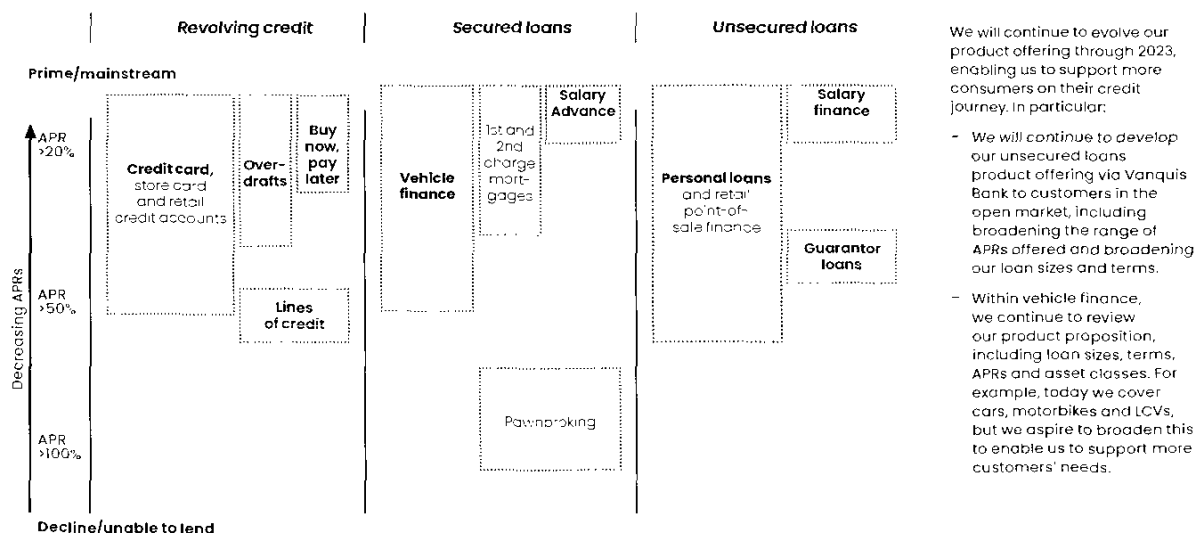 Revolving credit
Secured loans
Unsecured loans
Prime/mainstream
Decreasing APRs
APR
>20%
APR
>50%
APR
>100%
Credit card,
store card
and retail
credit accounts
Over-
drafts
Buy
now,
pay
later
Lines
of credit
Vehicle
finance
1st and
2nd
charge
mort-
gages
Salary
Advance
Pawnbroking
Personal loans
and retail
point-of-
sale finance
Salary
finance
Guarantor
loans
Decline/unable to lend
We will continue to evolve our
product offering through 2023,
enabling us to support more
consumers on their credit
journey. In particular:
- We will continue to develop
our unsecured loans
product offering via Vanquis
Bank to customers in the
open market, including
broadening the range of
APRs offered and broadening
our loan sizes and terms.
- Within vehicle finance,
we continue to review
our product proposition,
including loan sizes, terms,
APRs and asset classes. For
example, today we cover
cars, motorbikes and LCVs,
but we aspire to broaden this
to enable us to support more
customers' needs.